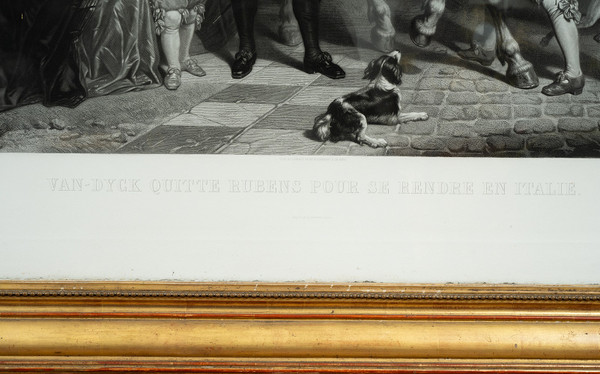 VAN-DYCK QUITTE RUBENS POUR SE RENDRE EN ITALIE.